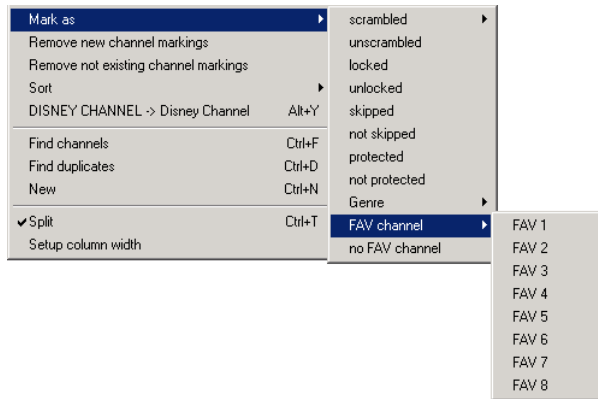 Mark as
Remove new channel markings
Remove not existing channel markings
Sort
DISNEY CHANNEL -> Disney Channel Alt+Y
Find channels Ctrl+F
Find duplicates Ctrl+D
New Ctrl+N
Split Ctrl+T
Setup column width
scrambled
unscrambled
locked
unlocked
skipped
not skipped
protected
not protected
Genre
FAV channel
no FAV channel
FAV 1
FAV 2
FAV 3
FAV 4
FAV 5
FAV 6
FAV 7
FAV 8